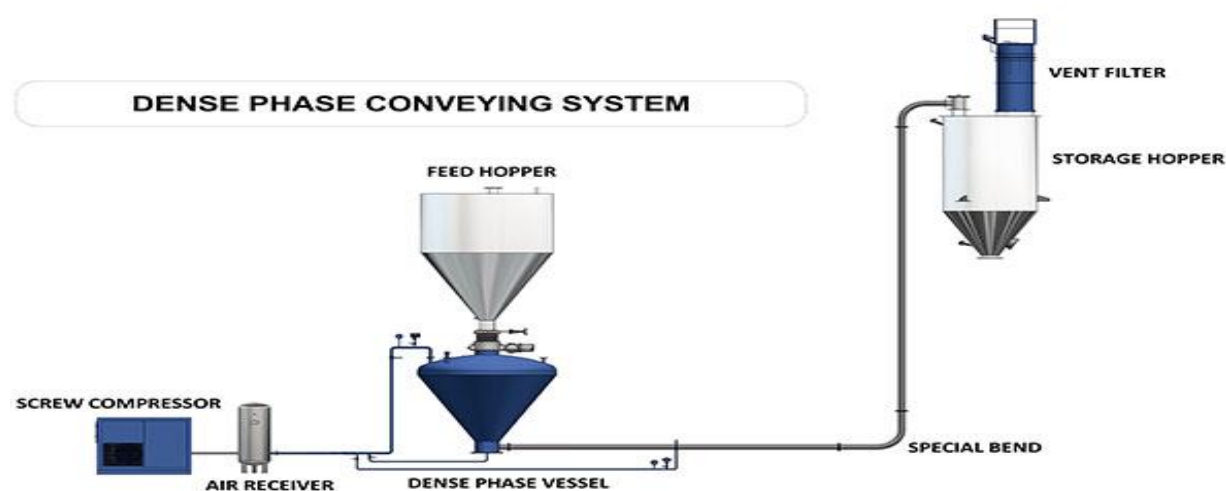 DENSE PHASE CONVEYING SYSTEM
VENT FILTER
STORAGE HOPPER
FEED HOPPER
SCREW COMPRESSOR
SPECIAL BEND
AIR RECEIVER
DENSE PHASE VESSEL